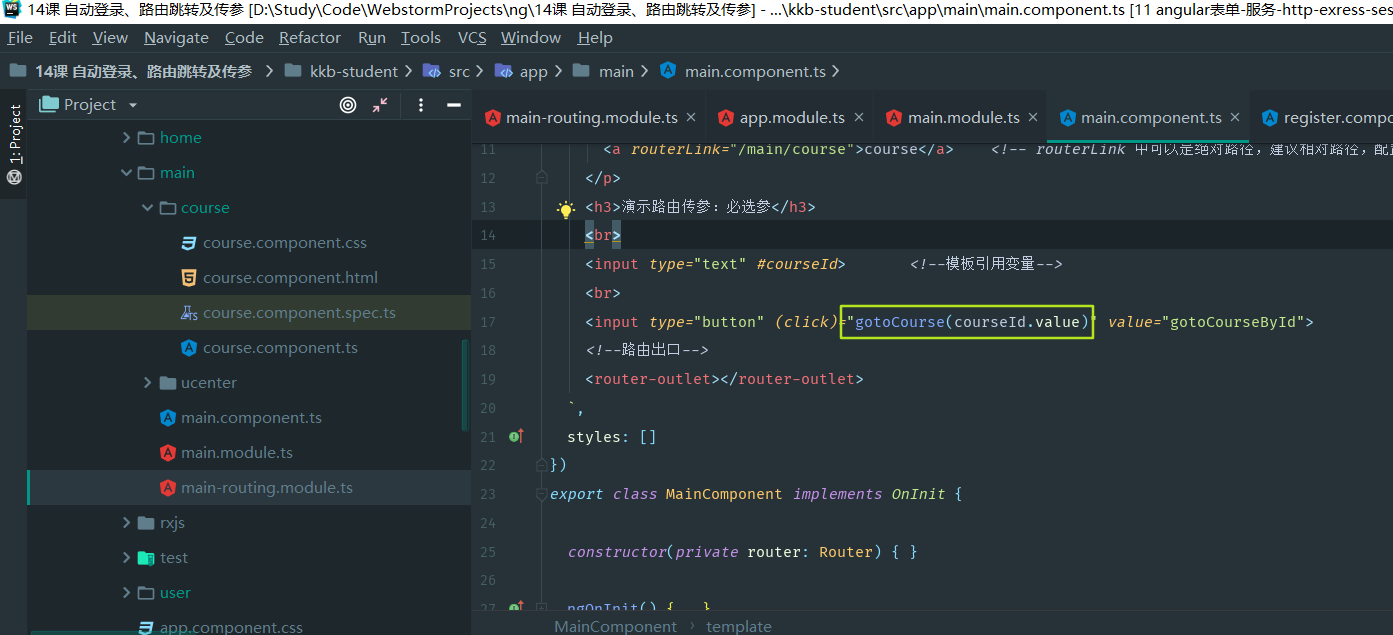 14课 自动登录、路由跳转及传参 [D:\Study\Code\WebstormProjects\ng\14课 自动登录、路由跳转及传参] - ...\kkb-student\src\app\main\main.component.ts [11 angular表单-服务-http-exress-ses
File Edit View Navigate Code Refactor Run Tools VCS Window Help
14课 自动登录、路由跳转及传参 kkb-student src app main main.component.ts
1: Project
Project
home
main
course
course.component.css
course.component.html
course.component.spec.ts
course.component.ts
ucenter
main.component.ts
main.module.ts
main-routing.module.ts
rxjs
test
user
app.component.css
main-routing.module.ts app.module.ts main.module.ts main.component.ts register.compo
11 <a routerLink="/main/course">course</a> <!-- routerLink 中可以是绝对路径，建议相对路径，配置
12 </p>
13 <h3>演示路由传参：必选参</h3>
14 <br>
15 <input type="text" #courseId> <!--模板引用变量-->
16 <br>
17 <input type="button" (click)="gotoCourse(courseId.value)" value="gotoCourseById">
18 <!--路由出口-->
19 <router-outlet></router-outlet>
20 `,
21 styles: []
22 })
23 export class MainComponent implements OnInit {
24
25 constructor(private router: Router) { }
26
27 ngOnInit() {...}
MainComponent template